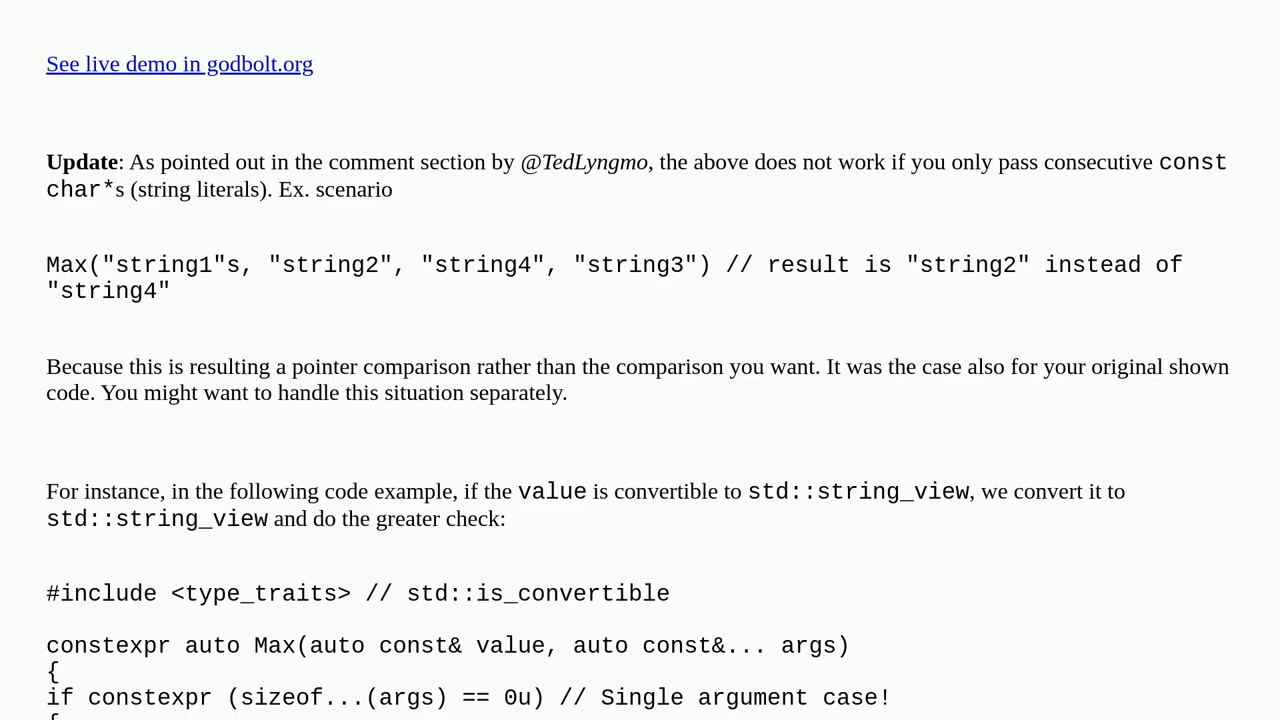 See live demo in godbolt.org
Update: As pointed out in the comment section by @TedLyngmo, the above does not work if you only pass consecutive const
char*s (string literals). Ex. scenario
Max("string1"s, "string2", "string4", "string3") // result is "string2" instead of
"string4"
Because this is resulting a pointer comparison rather than the comparison you want. It was the case also for your original shown
code. You might want to handle this situation separately.
For instance, in the following code example, if the value is convertible to std::string_view, we convert it to
std::string_view and do the greater check:
#include <type_traits> // std::is_convertible
constexpr auto Max(auto const& value, auto const&... args)
{
if constexpr (sizeof...(args) == 0u) // Single argument case!
{